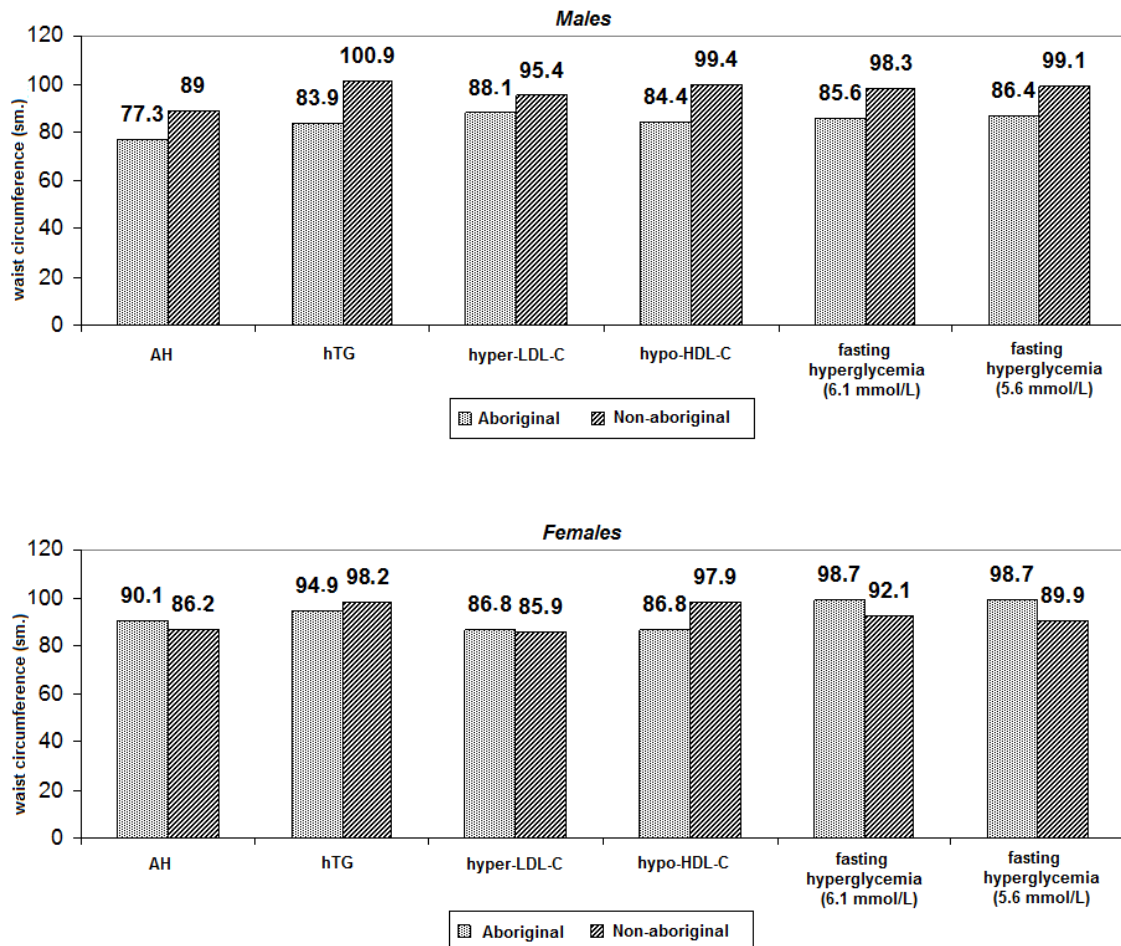 Males
waist circumference (sm.)
120
100
80
60
40
20
0
77.3 89 83.9 100.9 88.1 95.4 84.4 99.4 85.6 98.3 86.4 99.1
AH hTG hyper-LDL-C hypo-HDL-C fasting fasting
hyperglycemia hyperglycemia
(6.1 mmol/L) (5.6 mmol/L)
Aboriginal Non-aboriginal
Females
waist circumference (sm.)
120
100
80
60
40
20
0
90.1 86.2 94.9 98.2 86.8 85.9 86.8 97.9 98.7 92.1 98.7 89.9
AH hTG hyper-LDL-C hypo-HDL-C fasting fasting
hyperglycemia hyperglycemia
(6.1 mmol/L) (5.6 mmol/L)
Aboriginal Non-aboriginal